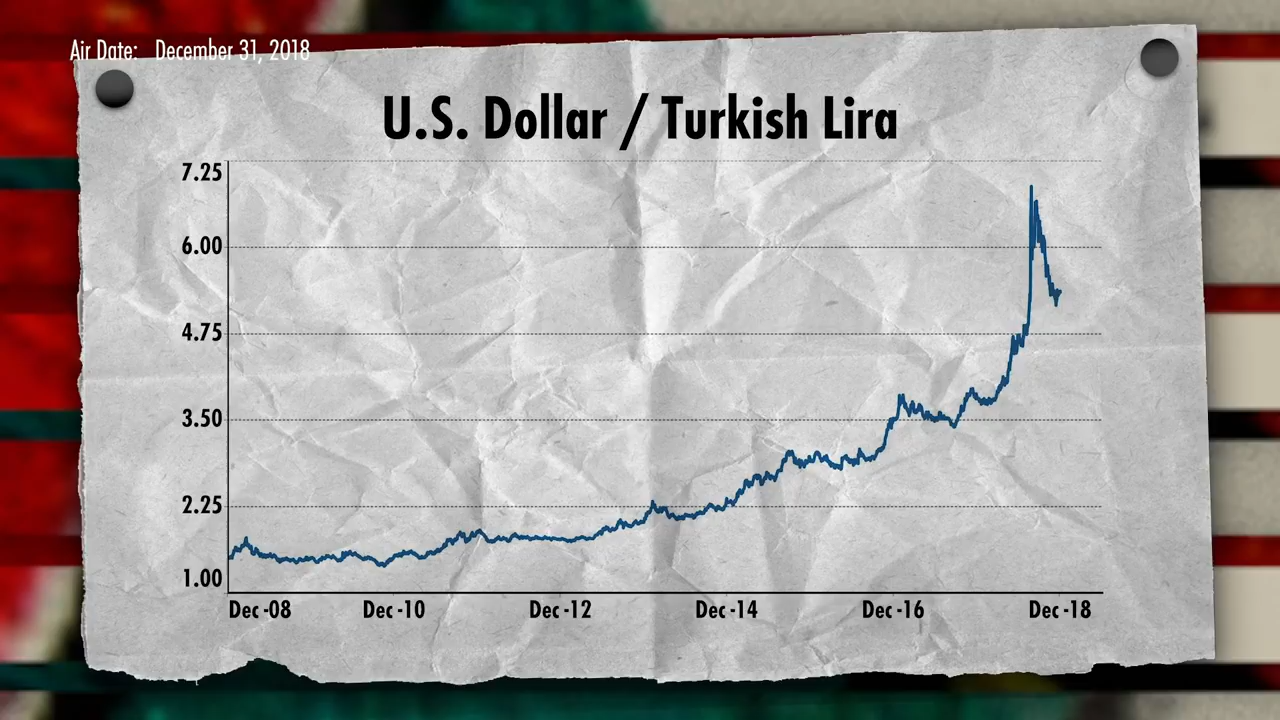 Air Date: December 31, 2018
U.S. Dollar / Turkish Lira
7.25
6.00
4.75
3.50
2.25
1.00
Dec -08 Dec -10 Dec -12 Dec -14 Dec -16 Dec -18